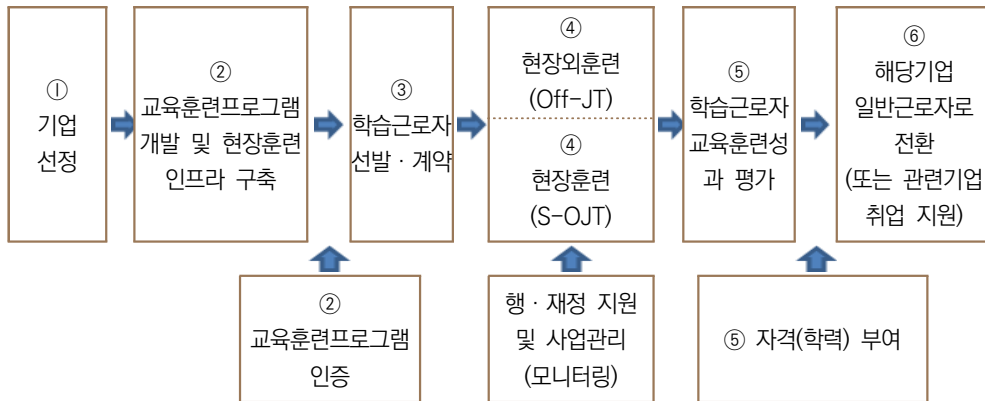 ①
기업
선정
②
교육훈련프로그램
개발 및 현장훈련
인프라 구축
③
학습근로자
선발 · 계약
④
현장외훈련
(Off-JT)
④
현장훈련
(S-OJT)
⑤
학습근로자
교육훈련성
과 평가
⑥
해당기업
일반근로자로
전환
(또는 관련기업
취업 지원)
②
교육훈련프로그램
인증
행 · 재정 지원
및 사업관리
(모니터링)
⑤ 자격(학력) 부여